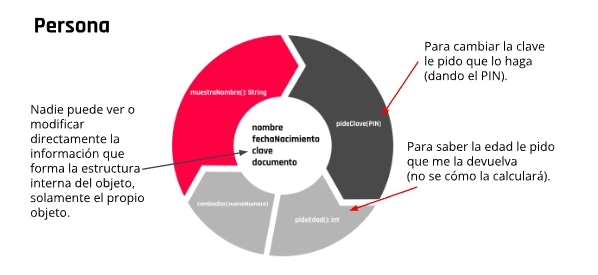 Persona
Para cambiar la clave
le pido que lo haga
(dando el PIN).
muestraNombre(): String
pideClave(PIN)
Nadie puede ver o
modificar
directamente la
información que
forma la estructura
interna del objeto,
solamente el propio
objeto.
nombre
fechaNacimiento
clave
documento
Para saber la edad le pido
que me la devuelva
(no se cómo la calculará).
cambiaDoc(nuevoNumero)
pideEdad(): int